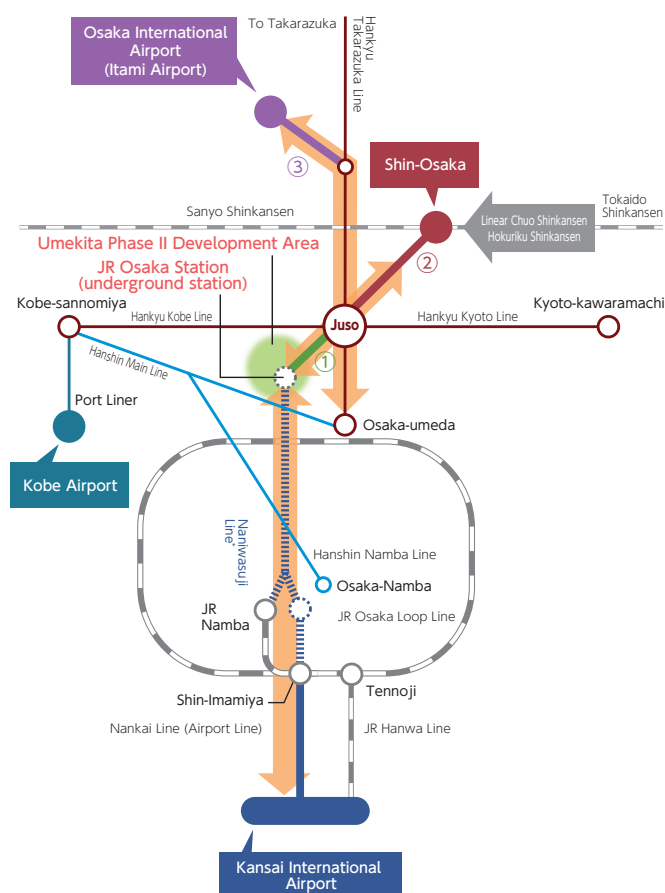 To Takarazuka
Hankyu
Takarazuka Line
Osaka International
Airport
(Itami Airport)
③
Shin-Osaka
Sanyo Shinkansen
Tokaido
Shinkansen
Linear Chuo Shinkansen
Hokuriku Shinkansen
Umekita Phase II Development Area
②
JR Osaka Station
(underground station)
Kobe-sannomiya
Hankyu Kobe Line
Juso
Hankyu Kyoto Line
Kyoto-kawaramachi
①
Hanshin Main Line
Port Liner
Osaka-umeda
Kobe Airport
Naniwasuji
Line*
Hanshin Namba Line
Osaka-Namba
JR
Namba
JR Osaka Loop Line
Shin-Imamiya
Tennoji
Nankai Line (Airport Line)
JR Hanwa Line
Kansai International
Airport